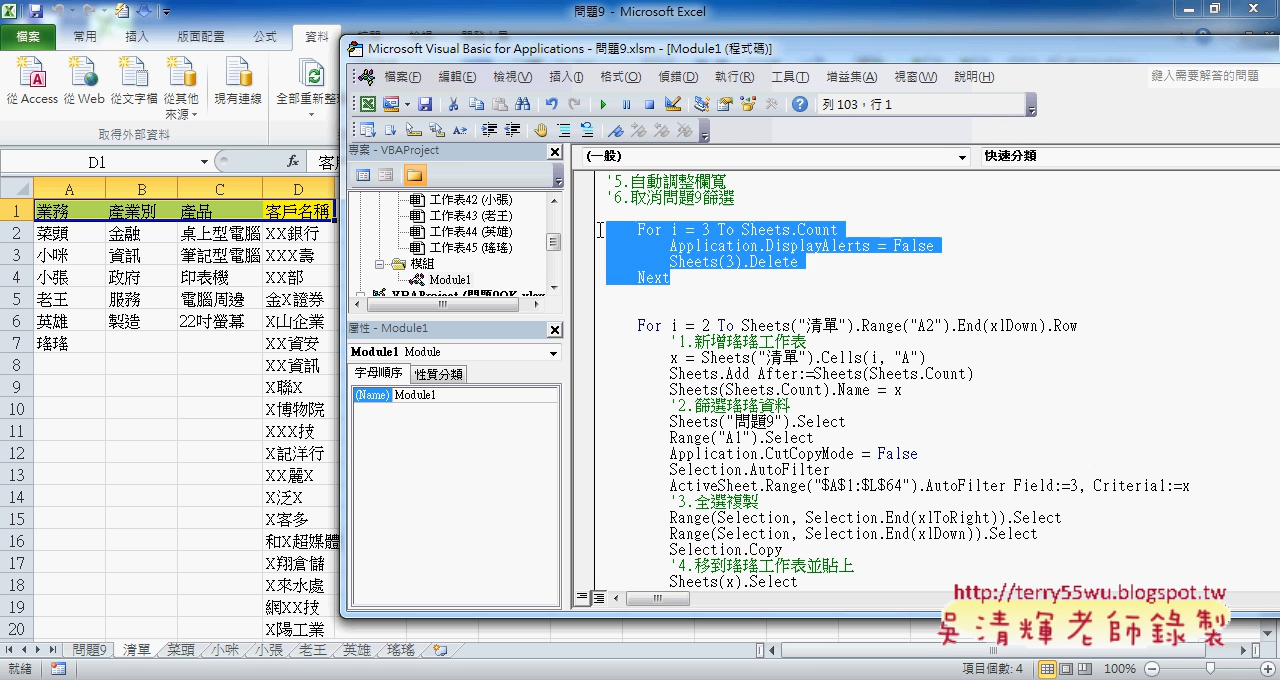 問題9 - Microsoft Excel
檔案 常用 插入 版面配置 公式 資料
Microsoft Visual Basic for Applications - 問題9.xlsm - [Module1 (程式碼)]
檔案(F) 編輯(E) 檢視(V) 插入(I) 格式(O) 偵錯(D) 執行(R) 工具(T) 增益集(A) 視窗(W) 說明(H) 鍵入需要解答的問題
從 Access 從 Web 從文字檔 從其他來源 現有連線 全部重新整
取得外部資料
列 103，行 1
D1 fx 客戶
專案 - VBAProject
工作表42 (小張)
工作表43 (老王)
工作表44 (英雄)
工作表45 (瑤瑤)
模組
Module1
屬性 - Module1
Module1 Module
字母順序 性質分類
(Name) Module1
(一般) 快速分類
'5.自動調整欄寬
'6.取消問題9篩選
For i = 3 To Sheets.Count
Application.DisplayAlerts = False
Sheets(3).Delete
Next
For i = 2 To Sheets("清單").Range("A2").End(xlDown).Row
'1.新增瑤瑤工作表
x = Sheets("清單").Cells(i, "A")
Sheets.Add After:=Sheets(Sheets.Count)
Sheets(Sheets.Count).Name = x
'2.篩選瑤瑤資料
Sheets("問題9").Select
Range("A1").Select
Application.CutCopyMode = False
Selection.AutoFilter
ActiveSheet.Range("$A$1:$L$64").AutoFilter Field:=3, Criteria1:=x
'3.全選複製
Range(Selection, Selection.End(xlToRight)).Select
Range(Selection, Selection.End(xlDown)).Select
Selection.Copy
'4.移到瑤瑤工作表並貼上
Sheets(x).Select
A B C D
1 業務 產業別 產品 客戶名稱
2 菜頭 金融 桌上型電腦 XX銀行
3 小咪 資訊 筆記型電腦 XXX壽
4 小張 政府 印表機 XX部
5 老王 服務 電腦周邊 金X證券
6 英雄 製造 22吋螢幕 X山企業
7 瑤瑤 XX資安
8 XX資訊
9 X聯X
10 X博物院
11 XXX技
12 X記洋行
13 XX麗X
14 X泛X
15 X客多
16 和X超媒體
17 X翔倉儲
18 X來水處
19 網XX技
20 X陽工業
問題9 清單 菜頭 小咪 小張 老王 英雄 瑤瑤
就緒 項目個數: 4 100%
http://terry55wu.blogspot.tw
吳清輝老師錄製